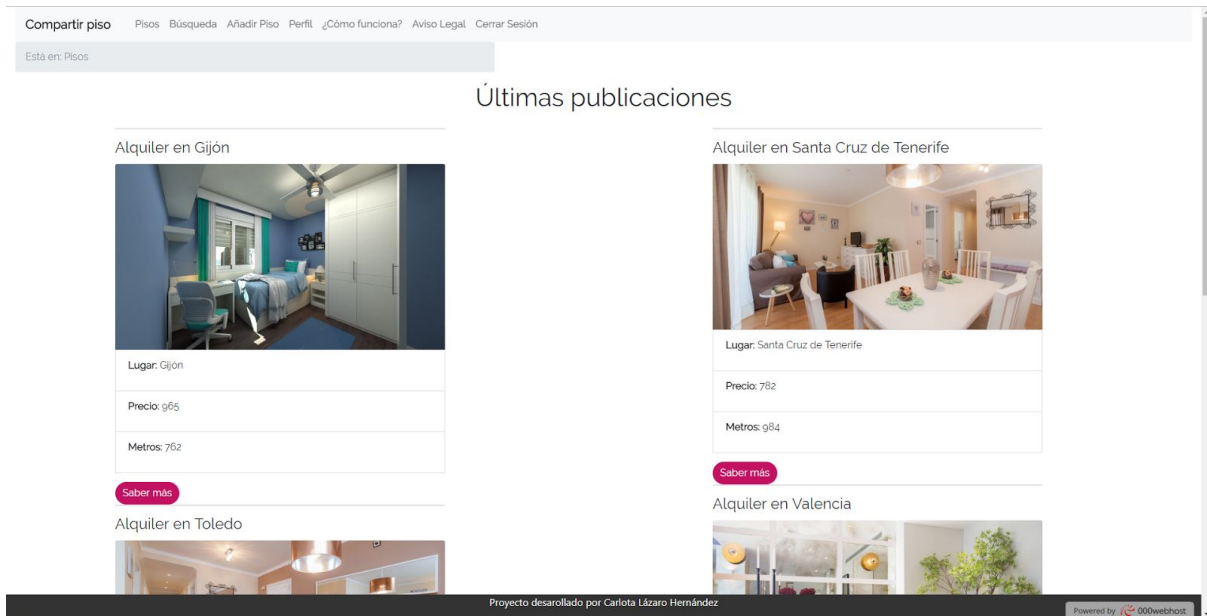 Compartir piso Pisos Búsqueda Añadir Piso Perfil ¿Cómo funciona? Aviso Legal Cerrar Sesión
Está en: Pisos
Últimas publicaciones
Alquiler en Gijón
Lugar: Gijón
Precio: 965
Metros: 762
Saber más
Alquiler en Toledo
Alquiler en Santa Cruz de Tenerife
Lugar: Santa Cruz de Tenerife
Precio: 782
Metros: 984
Saber más
Alquiler en Valencia
Proyecto desarollado por Carlota Lázaro Hernández
Powered by 000webhost